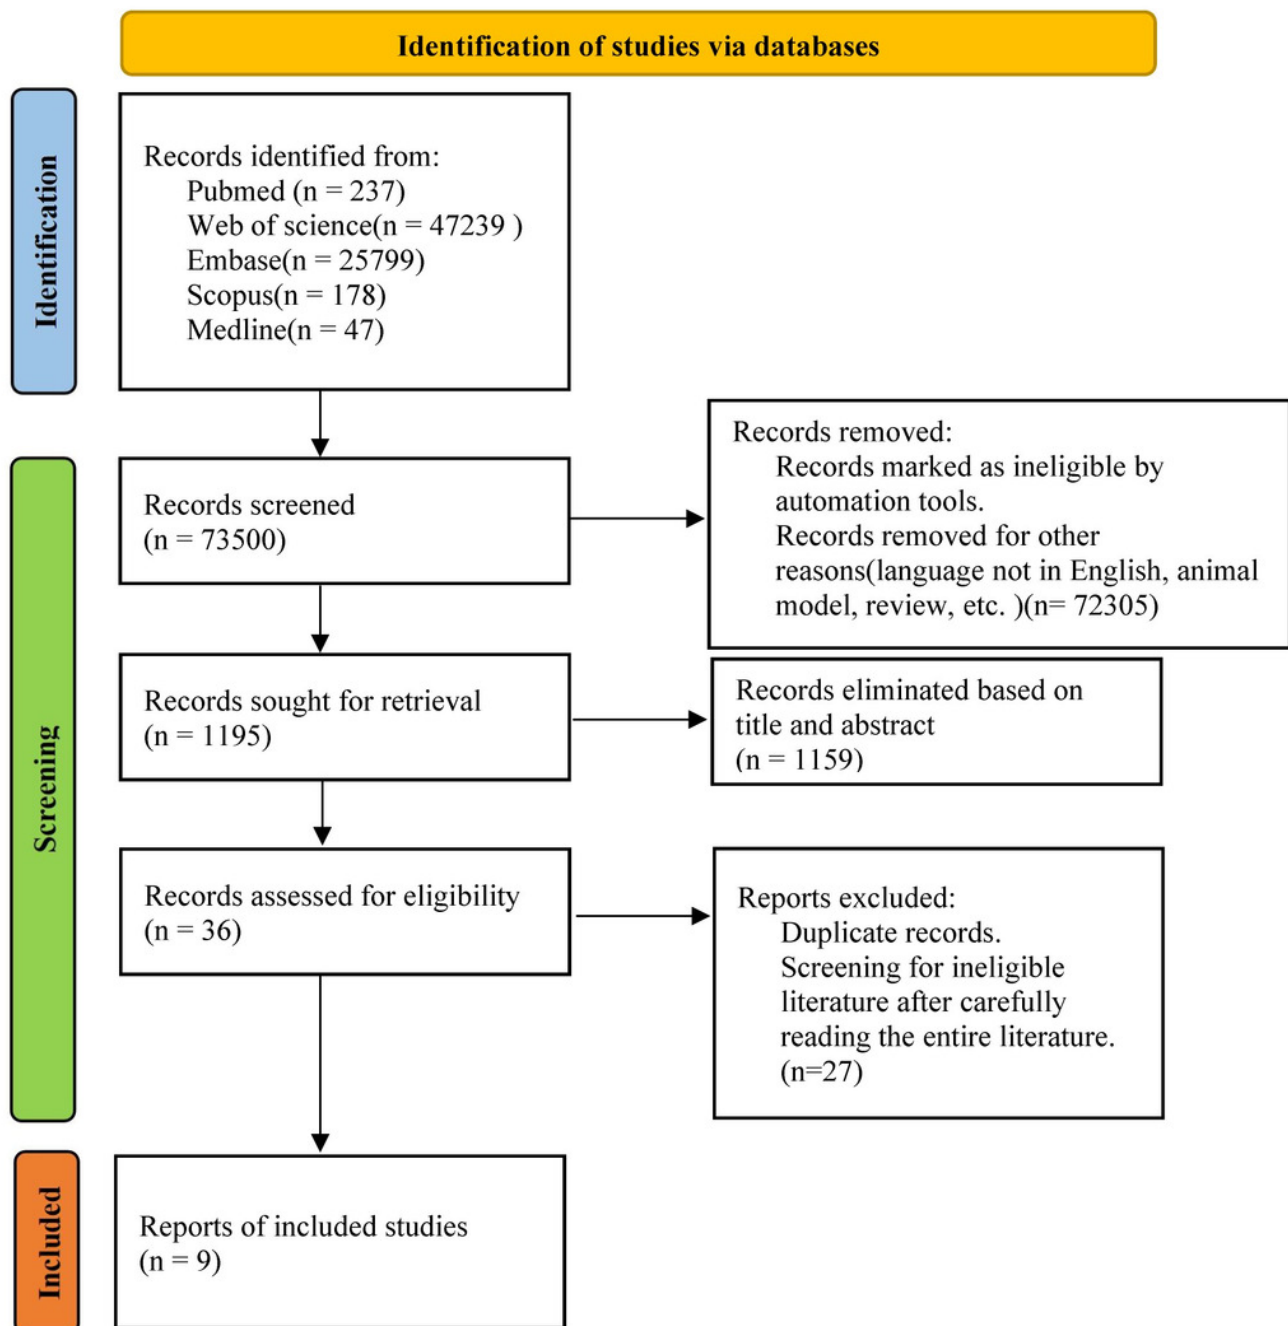 Identification of studies via databases
Identification
Records identified from:
Pubmed (n = 237)
Web of science(n = 47239 )
Embase(n = 25799)
Scopus(n = 178)
Medline(n = 47)
Screening
Records screened
(n = 73500)
Records removed:
Records marked as ineligible by
automation tools.
Records removed for other
reasons(language not in English, animal
model, review, etc. )(n= 72305)
Records sought for retrieval
(n = 1195)
Records eliminated based on
title and abstract
(n = 1159)
Records assessed for eligibility
(n = 36)
Reports excluded:
Duplicate records.
Screening for ineligible
literature after carefully
reading the entire literature.
(n=27)
Included
Reports of included studies
(n = 9)